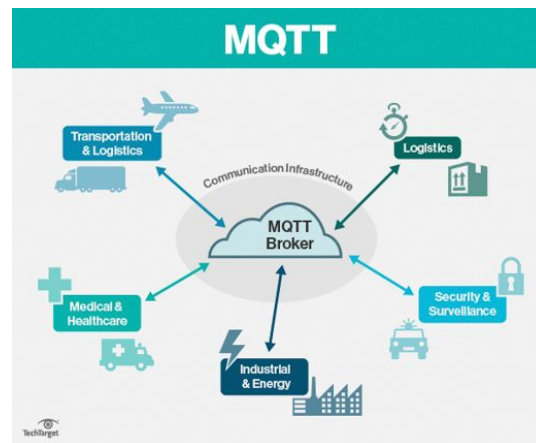 MQTT
Transportation
& Logistics
Logistics
Communication Infrastructure
MQTT
Broker
Medical &
Healthcare
Security &
Surveillance
Industrial
& Energy
TechTarget